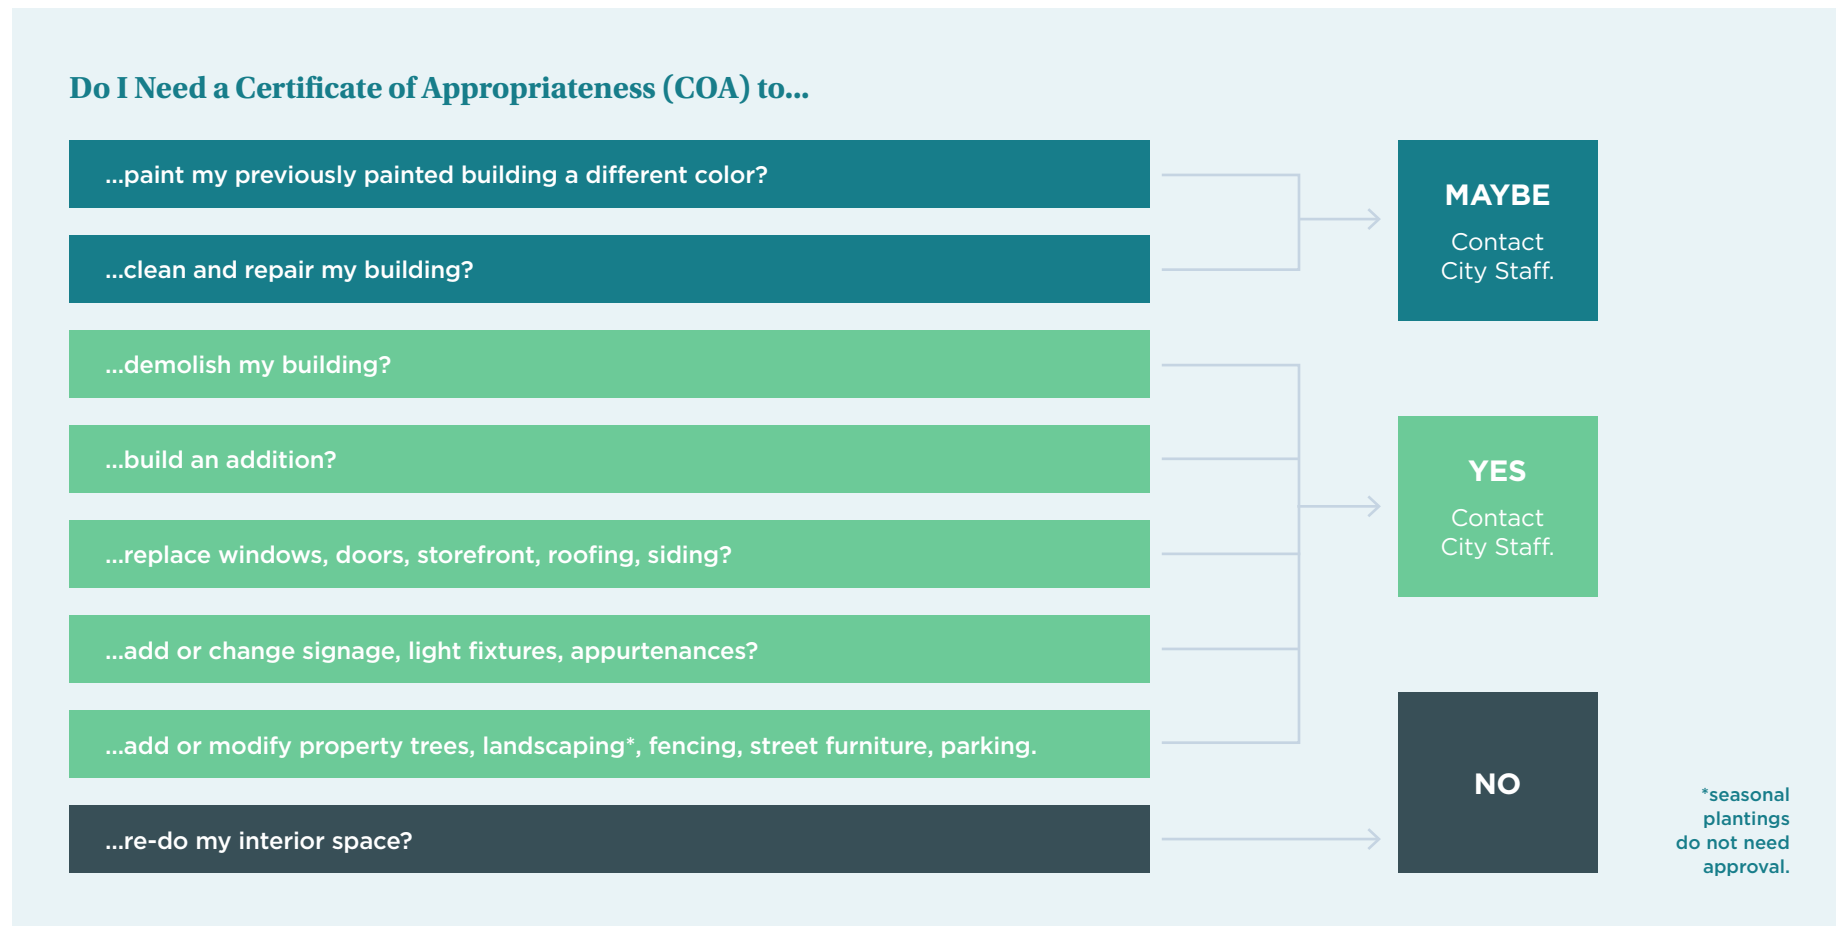 Do I Need a Certificate of Appropriateness (COA) to...
...paint my previously painted building a different color?
...clean and repair my building?
...demolish my building?
...build an addition?
...replace windows, doors, storefront, roofing, siding?
...add or change signage, light fixtures, appurtenances?
...add or modify property trees, landscaping*, fencing, street furniture, parking.
...re-do my interior space?
MAYBE
Contact
City Staff.
YES
Contact
City Staff.
NO
*seasonal
plantings
do not need
approval.